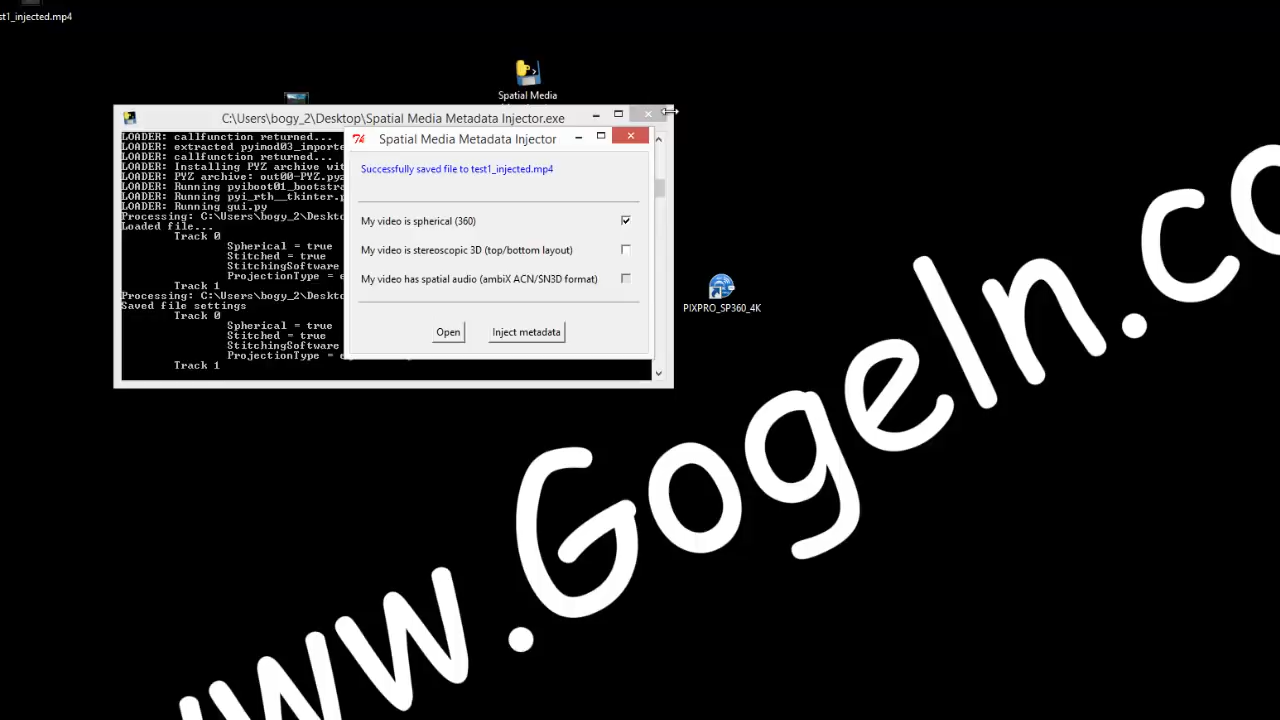 st1_injected.mp4
Spatial Media
C:\Users\bogy_2\Desktop\Spatial Media Metadata Injector.exe
LOADER: callfunction returned...
LOADER: extracted pyimod03_importe
LOADER: callfunction returned...
LOADER: Installing PYZ archive wit
LOADER: PYZ archive: out00-PYZ.pyz
LOADER: Running pyiboot01_bootstra
LOADER: Running pyi_rth__tkinter.p
LOADER: Running gui.py
Processing: C:\Users\bogy_2\Deskto
Loaded file...
Track 0
Spherical = true
Stitched = true
StitchingSoftware
ProjectionType = e
Track 1
Processing: C:\Users\bogy_2\Deskto
Saved file settings
Track 0
Spherical = true
Stitched = true
StitchingSoftware
ProjectionType =
Track 1
Spatial Media Metadata Injector
Successfully saved file to test1_injected.mp4
My video is spherical (360)
My video is stereoscopic 3D (top/bottom layout)
My video has spatial audio (ambiX ACN/SN3D format)
Open
Inject metadata
PIXPRO_SP360_4K
ww.Gogeln.co